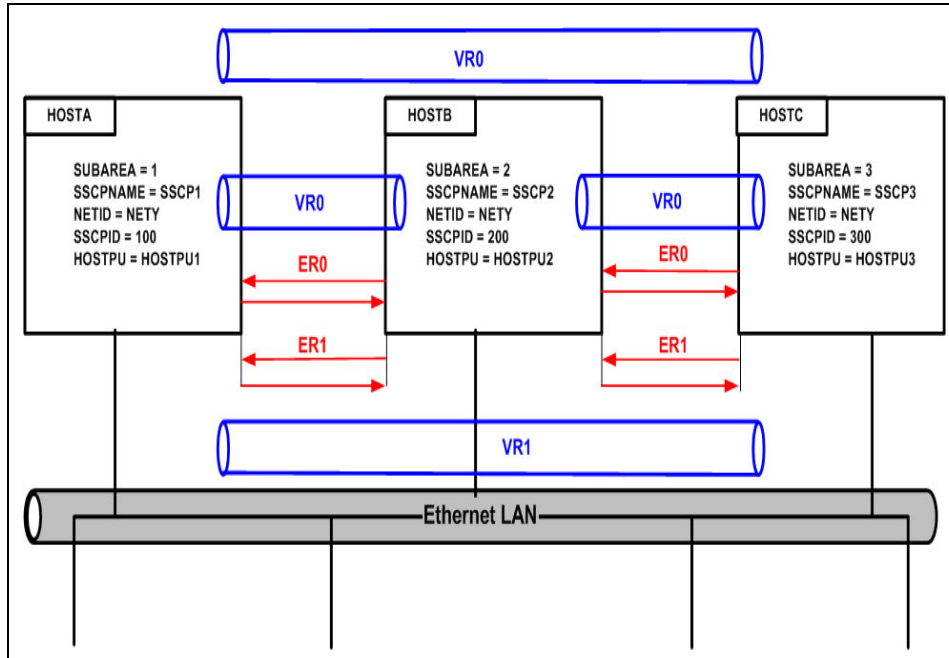 VR0
HOSTA
SUBAREA = 1
SSCPNAME = SSCP1
NETID = NETY
SSCPID = 100
HOSTPU = HOSTPU1
VR0
ER0
ER1
HOSTB
SUBAREA = 2
SSCPNAME = SSCP2
NETID = NETY
SSCPID = 200
HOSTPU = HOSTPU2
VR0
ER0
ER1
HOSTC
SUBAREA = 3
SSCPNAME = SSCP3
NETID = NETY
SSCPID = 300
HOSTPU = HOSTPU3
VR1
Ethernet LAN